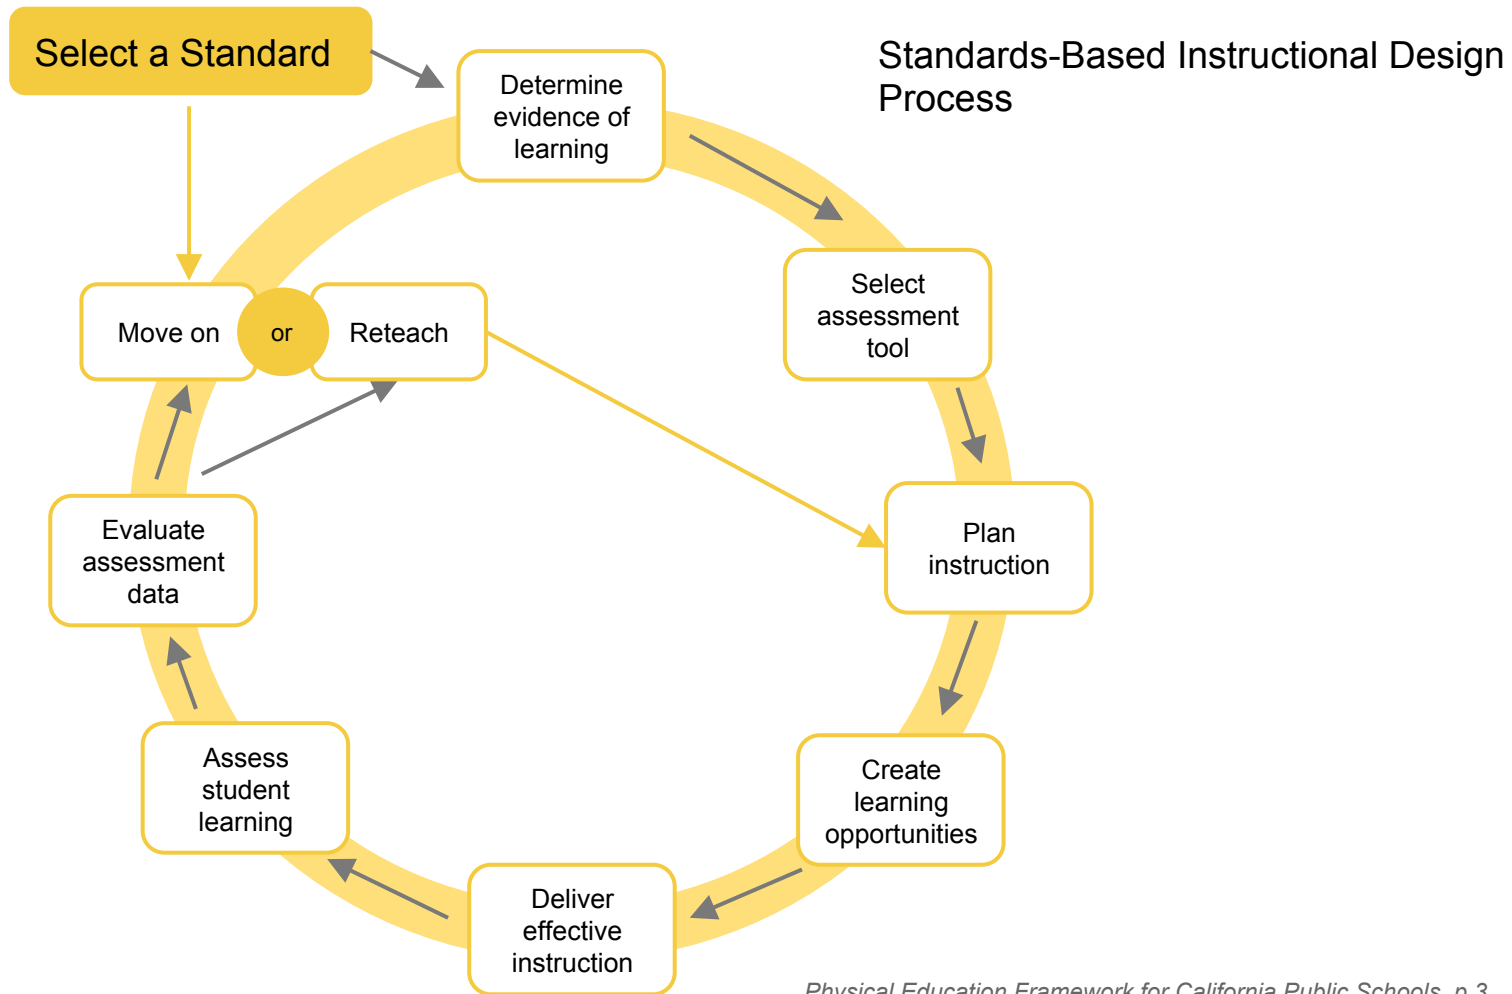 Select a Standard
Standards-Based Instructional Design
Process
Determine
evidence of
learning
Select
assessment
tool
Move on
or
Reteach
Plan
instruction
Evaluate
assessment
data
Create
learning
opportunities
Assess
student
learning
Deliver
effective
instruction
Physical Education Framework for California Public Schools, p.3